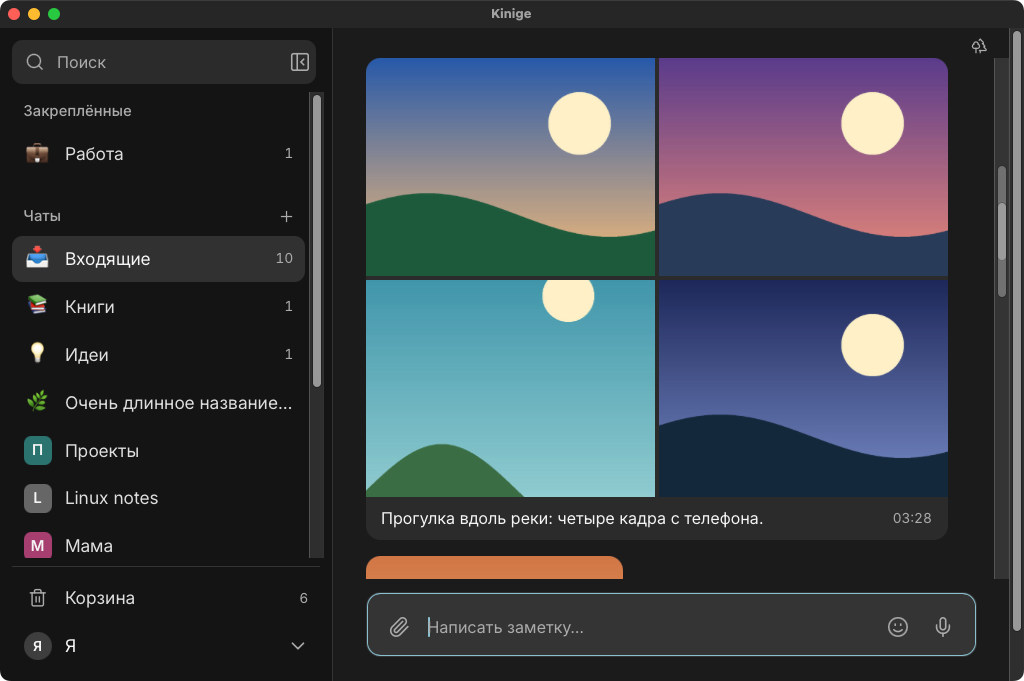 Kinige
Поиск
Закреплённые
Работа 1
Чаты
Входящие 10
Книги 1
Идеи 1
Очень длинное название...
П Проекты
L Linux notes
М Мама
Корзина 6
Я Я
Прогулка вдоль реки: четыре кадра с телефона. 03:28
Написать заметку...